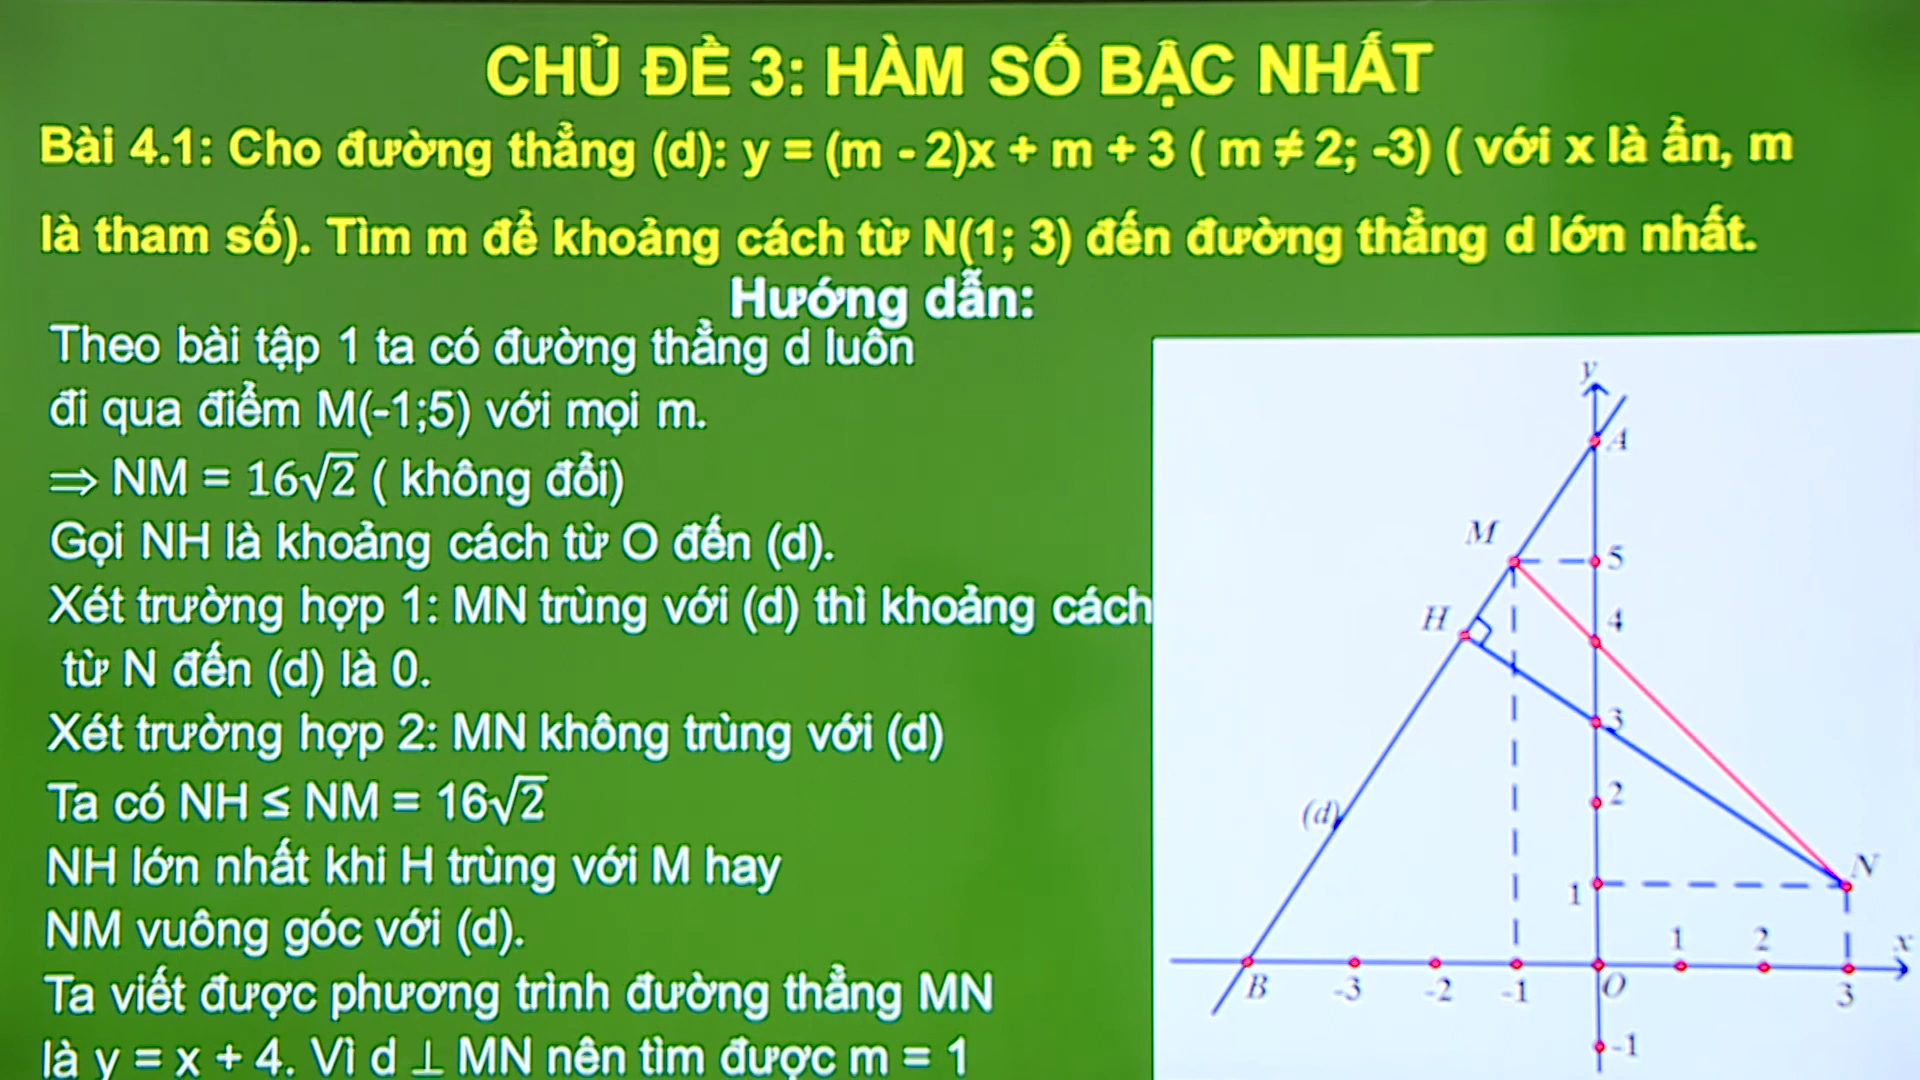 CHỦ ĐỀ 3: HÀM SỐ BẬC NHẤT
Bài 4.1: Cho đường thẳng (d): y = (m - 2)x + m + 3 ( m ≠ 2; -3) ( với x là ẩn, m
là tham số). Tìm m để khoảng cách từ N(1; 3) đến đường thẳng d lớn nhất.
Hướng dẫn:
Theo bài tập 1 ta có đường thẳng d luôn
đi qua điểm M(-1;5) với mọi m.
⇒ NM = 16√2 ( không đổi)
Gọi NH là khoảng cách từ O đến (d).
Xét trường hợp 1: MN trùng với (d) thì khoảng cách
từ N đến (d) là 0.
Xét trường hợp 2: MN không trùng với (d)
Ta có NH ≤ NM = 16√2
NH lớn nhất khi H trùng với M hay
NM vuông góc với (d).
Ta viết được phương trình đường thẳng MN
là y = x + 4. Vì d ⊥ MN nên tìm được m = 1
y
A
M
5
H
4
3
(d)
2
N
1
1 2 x
B -3 -2 -1 O 3
-1